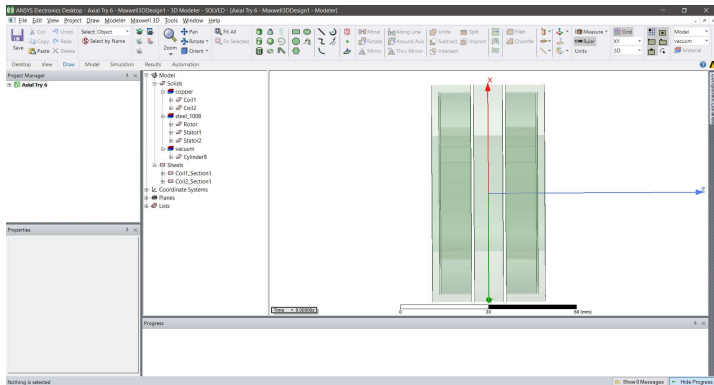 ANSYS Electronics Desktop - Axial Try 6 - Maxwell3DDesign1 - 3D Modeler - SOLVED - [Axial Try 6 - Maxwell3DDesign1 - Modeler]
File Edit View Project Draw Modeler Maxwell 3D Tools Window Help
Save
Cut Undo
Copy Redo
Paste Delete
Select: Object
Select by Name
Zoom
Pan
Rotate
Orient
Fit All
Fit Selected
Move Along Line
Rotate Around Axis
Mirror Thru Mirror
Unite Split
Subtract Imprint
Intersect
Fillet
Chamfer
Measure Grid
Ruler XY
Units 3D
Model
vacuum
Material
Desktop View Draw Model Simulation Results Automation
Project Manager
Axial Try 6
Properties
Model
Solids
copper
Coil1
Coil2
steel_1008
Rotor
Stator1
Stator2
vacuum
Cylinder9
Sheets
Coil1_Section1
Coil2_Section1
Coordinate Systems
Planes
Lists
X
Z
Time = 0.00000s
0 30 60 (mm)
Progress
Nothing is selected
Show 0 Messages Hide Progress